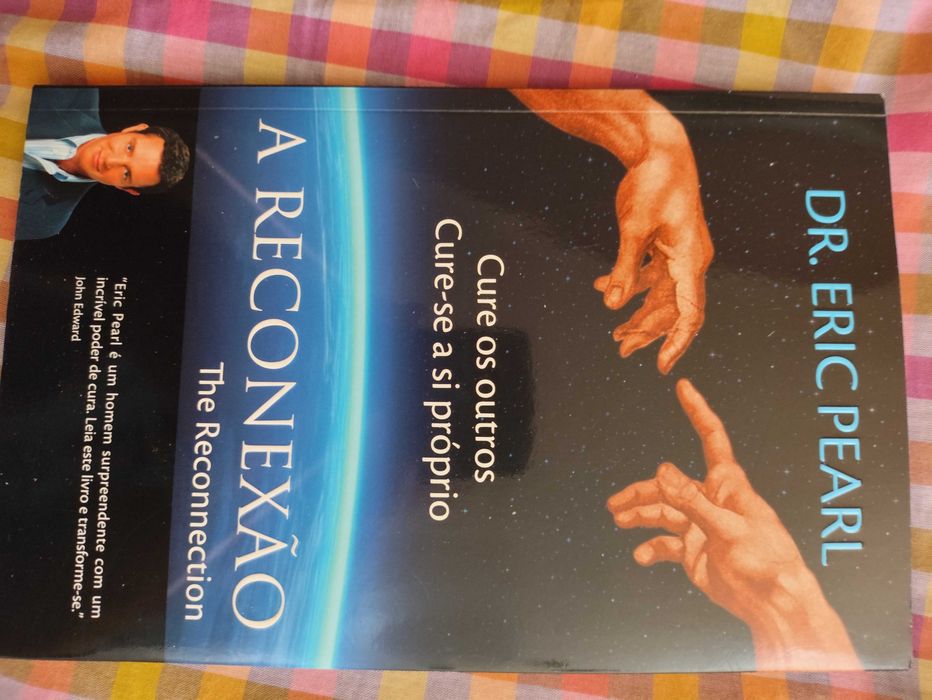 DR. ERIC PEARL
Cure os outros
Cure-se a si próprio
A RECONEXÃO
The Reconnection
"Eric Pearl é um homem surpreendente com um
incrível poder de cura. Leia este livro e transforme-se."
John Edward